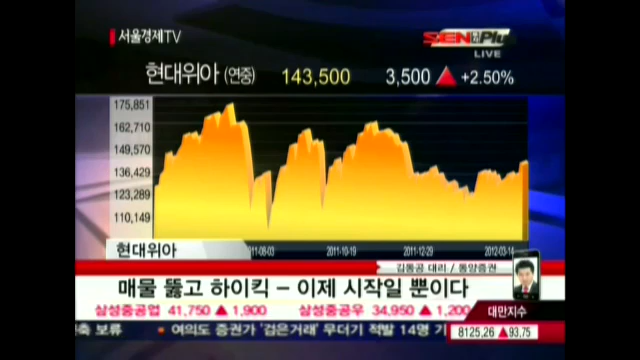 서울경제TV
SEN Plus
LIVE
현대위아 (연중) 143,500 3,500 ▲ +2.50%
175,851
162,710
149,570
136,429
123,289
110,149
11-08-03 2011-10-19 2011-12-29 2012-03-14
현대위아
김동공 대리 / 동양증권
매물 뚫고 하이킥 - 이제 시작일 뿐이다
삼성중공업 41,750 ▲ 1,900 삼성중공우 34,950 ▲ 1,200
대만지수
축 보류 여의도 증권가 '검은거래' 무더기 적발 14명 기
8125,26 ▲93,75